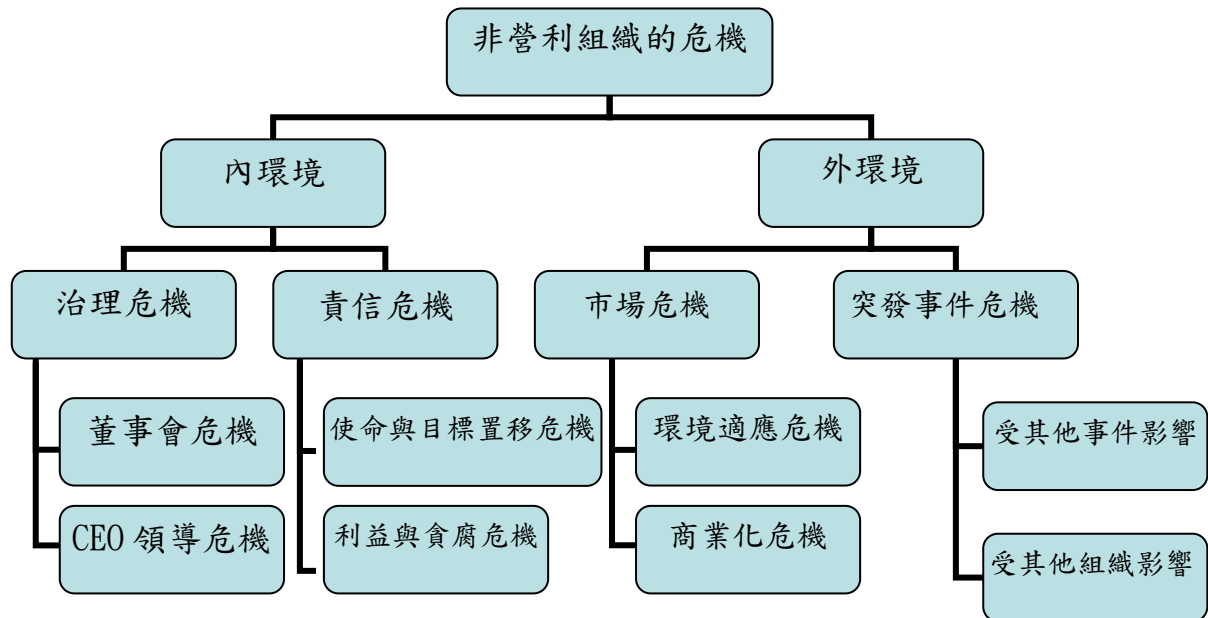 非營利組織的危機
內環境
外環境
治理危機
責信危機
市場危機
突發事件危機
董事會危機
使命與目標置移危機
環境適應危機
受其他事件影響
CEO 領導危機
利益與貪腐危機
商業化危機
受其他組織影響